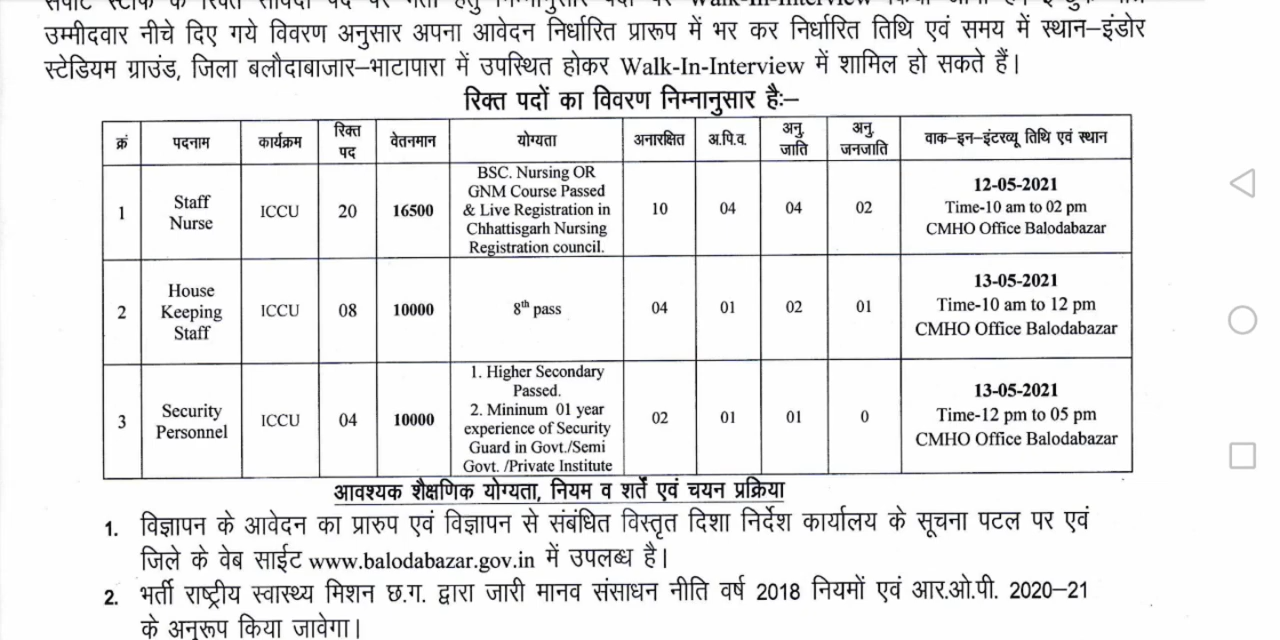 उम्मीदवार नीचे दिए गये विवरण अनुसार अपना आवेदन निर्धारित प्रारूप में भर कर निर्धारित तिथि एवं समय में स्थान–इंडोर
स्टेडियम ग्राउंड, जिला बलौदाबाजार–भाटापारा में उपस्थित होकर Walk-In-Interview में शामिल हो सकते हैं।
रिक्त पदों का विवरण निम्नानुसार हैः–
क्रं पदनाम कार्यक्रम रिक्त पद वेतनमान योग्यता अनारक्षित अ.पि.व. अनु. जाति अनु. जनजाति वाक–इन–इंटरव्यू तिथि एवं स्थान
1 Staff Nurse ICCU 20 16500 BSC. Nursing OR GNM Course Passed & Live Registration in Chhattisgarh Nursing Registration council. 10 04 04 02 12-05-2021 Time-10 am to 02 pm CMHO Office Balodabazar
2 House Keeping Staff ICCU 08 10000 8th pass 04 01 02 01 13-05-2021 Time-10 am to 12 pm CMHO Office Balodabazar
3 Security Personnel ICCU 04 10000 1. Higher Secondary Passed. 2. Mininum 01 year experience of Security Guard in Govt./Semi Govt. /Private Institute 02 01 01 0 13-05-2021 Time-12 pm to 05 pm CMHO Office Balodabazar
आवश्यक शैक्षणिक योग्यता, नियम व शर्तें एवं चयन प्रक्रिया
1. विज्ञापन के आवेदन का प्रारुप एवं विज्ञापन से संबंधित विस्तृत दिशा निर्देश कार्यालय के सूचना पटल पर एवं
जिले के वेब साईट www.balodabazar.gov.in में उपलब्ध है।
2. भर्ती राष्ट्रीय स्वास्थ्य मिशन छ.ग. द्वारा जारी मानव संसाधन नीति वर्ष 2018 नियमों एवं आर.ओ.पी. 2020–21
के अनुरूप किया जावेगा।